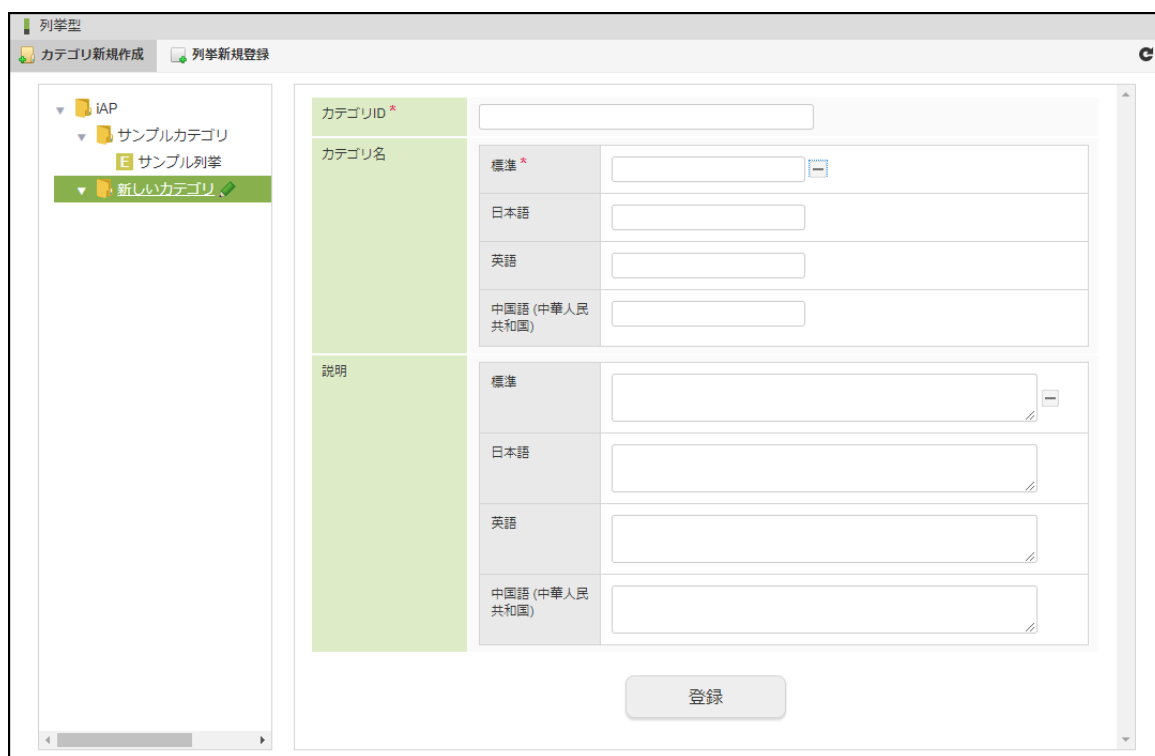 列挙型
カテゴリ新規作成 列挙新規登録
iAP
サンプルカテゴリ
E サンプル列挙
新しいカテゴリ
カテゴリID *
カテゴリ名
標準 *
日本語
英語
中国語 (中華人民
共和国)
説明
標準
日本語
英語
中国語 (中華人民
共和国)
登録